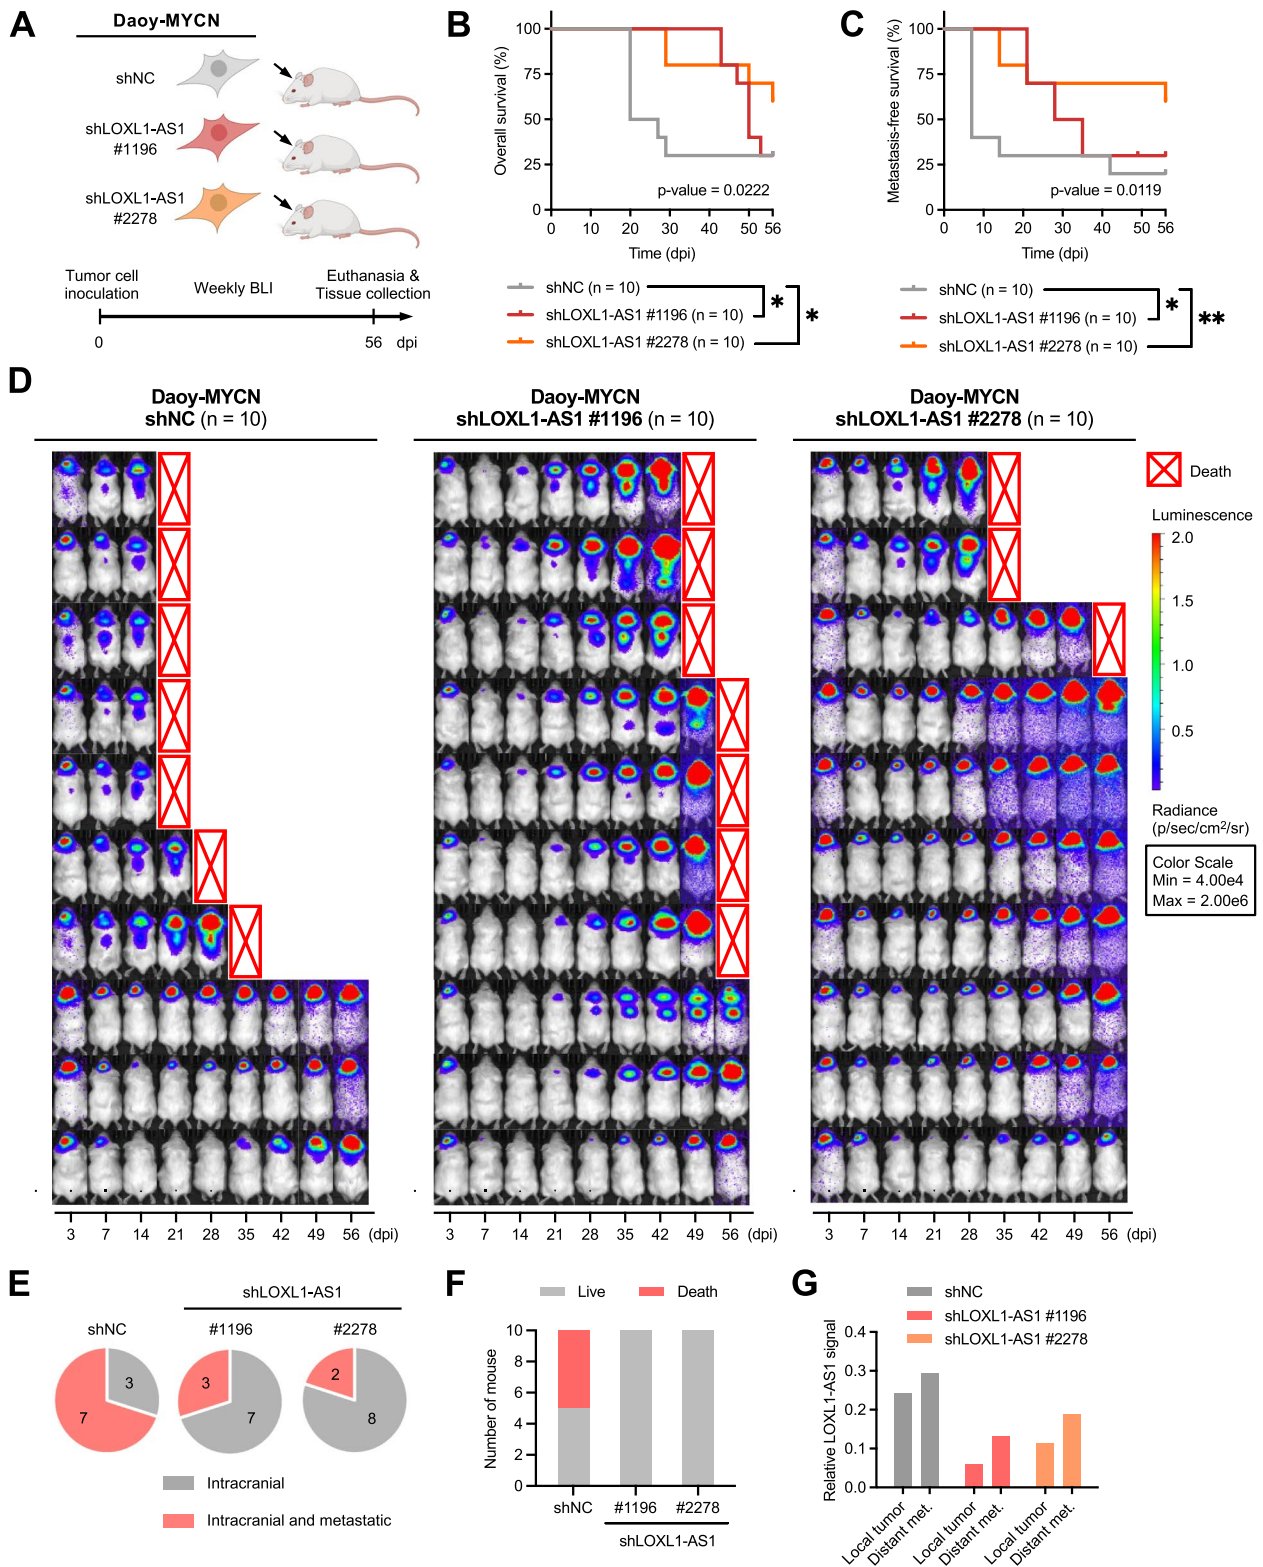 A
Daoy-MYCN
shNC
shLOXL1-AS1
#1196
shLOXL1-AS1
#2278
Tumor cell
inoculation
Weekly BLI
Euthanasia &
Tissue collection
0
56
dpi
B
Overall survival (%)
100
75
50
25
0
p-value = 0.0222
0 10 20 30 40 50 56
Time (dpi)
shNC (n = 10)
shLOXL1-AS1 #1196 (n = 10)
shLOXL1-AS1 #2278 (n = 10)
*
*
C
Metastasis-free survival (%)
100
75
50
25
0
p-value = 0.0119
0 10 20 30 40 50 56
Time (dpi)
shNC (n = 10)
shLOXL1-AS1 #1196 (n = 10)
shLOXL1-AS1 #2278 (n = 10)
*
**
D
Daoy-MYCN
shNC (n = 10)
Daoy-MYCN
shLOXL1-AS1 #1196 (n = 10)
Daoy-MYCN
shLOXL1-AS1 #2278 (n = 10)
Death
Luminescence
2.0
1.5
1.0
0.5
Radiance
(p/sec/cm²/sr)
Color Scale
Min = 4.00e4
Max = 2.00e6
3 7 14 21 28 35 42 49 56 (dpi)
3 7 14 21 28 35 42 49 56 (dpi)
3 7 14 21 28 35 42 49 56 (dpi)
E
shLOXL1-AS1
shNC
#1196
#2278
3
7
3
7
2
8
Intracranial
Intracranial and metastatic
F
Live
Death
Number of mouse
10
8
6
4
2
0
shNC
#1196
#2278
shLOXL1-AS1
G
shNC
shLOXL1-AS1 #1196
shLOXL1-AS1 #2278
Relative LOXL1-AS1 signal
0.4
0.3
0.2
0.1
0.0
Local tumor
Distant met.
Local tumor
Distant met.
Local tumor
Distant met.